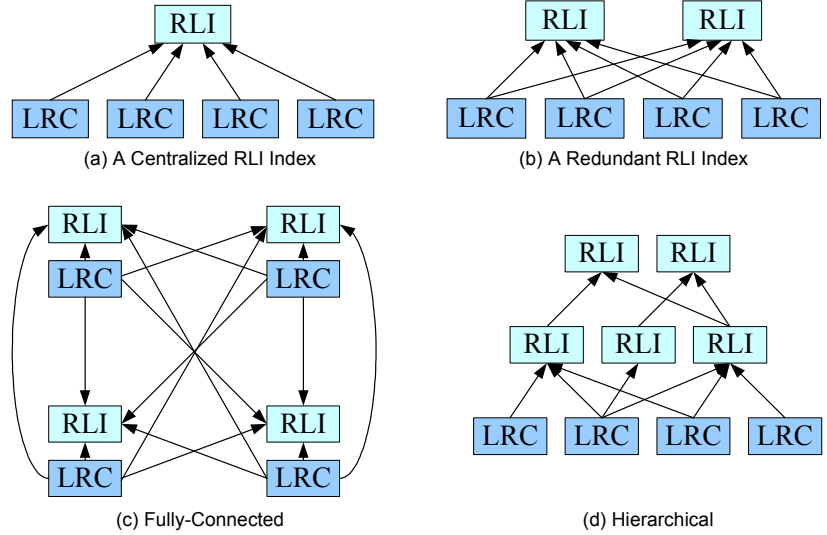 RLI
LRC LRC LRC LRC
(a) A Centralized RLI Index
RLI RLI
LRC LRC LRC LRC
(b) A Redundant RLI Index
RLI RLI
LRC LRC
RLI RLI
LRC LRC
(c) Fully-Connected
RLI RLI
RLI RLI RLI
LRC LRC LRC LRC
(d) Hierarchical